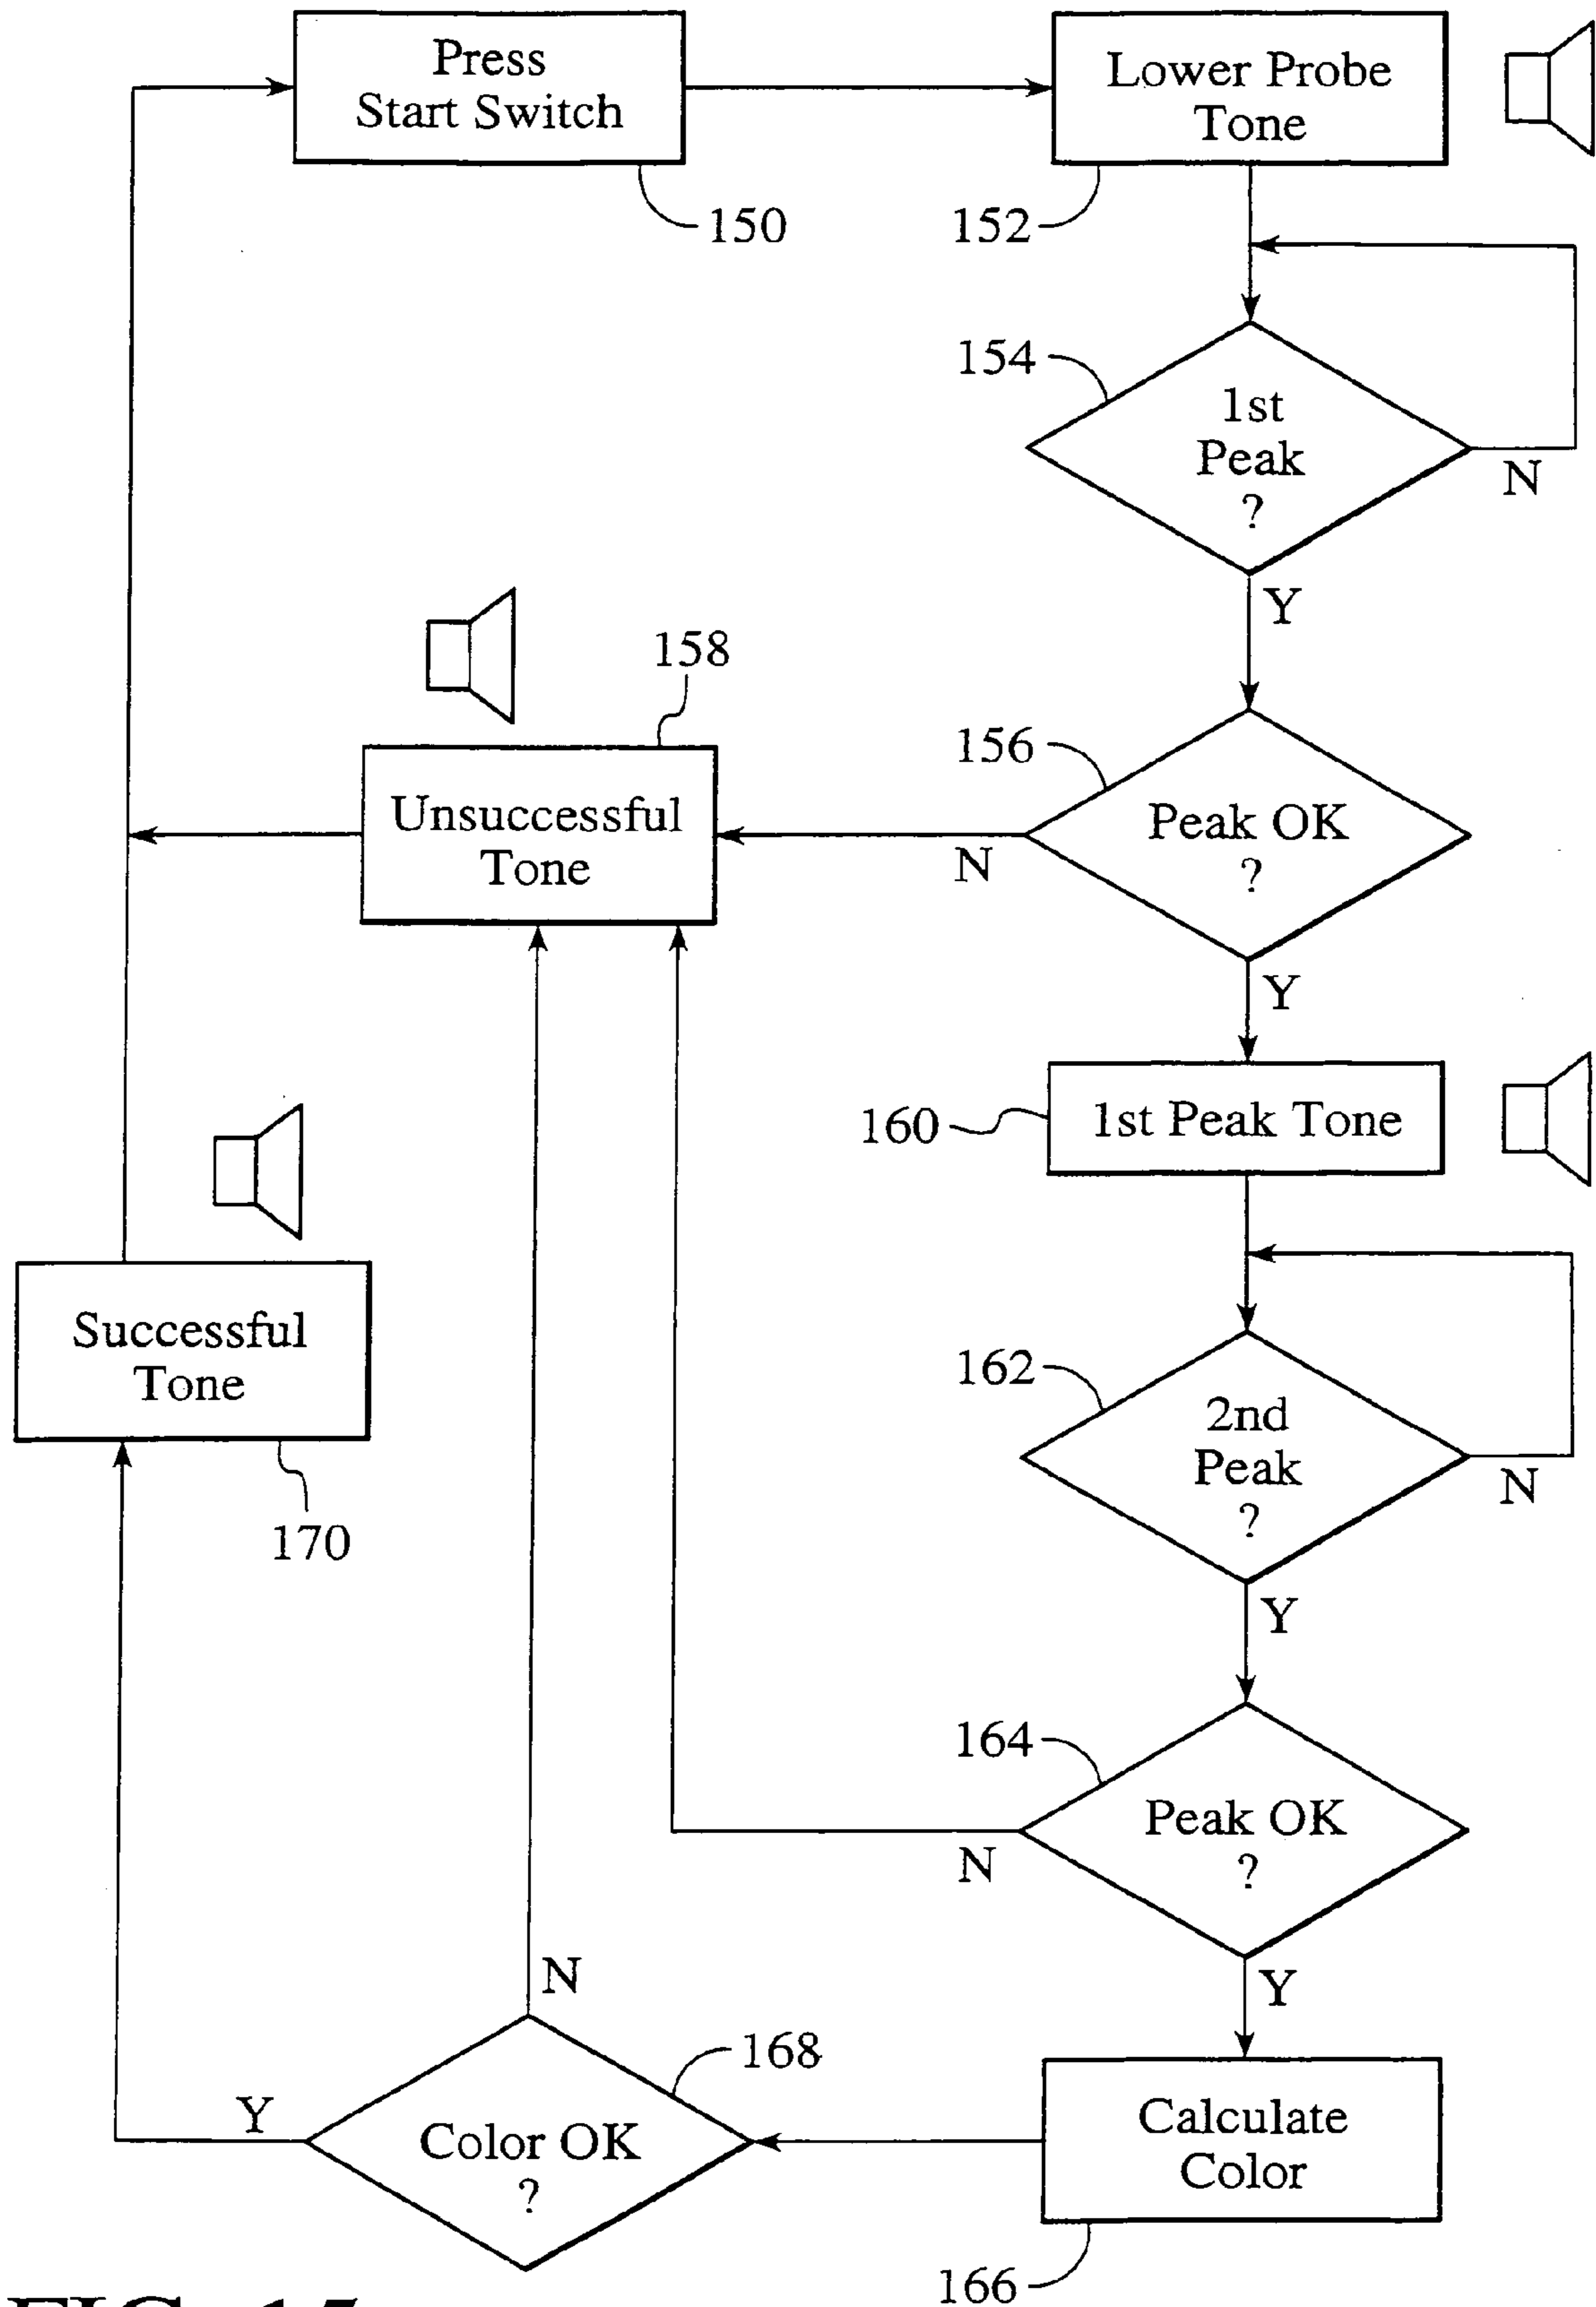 Press
Start Switch
150
Lower Probe
Tone
152
154
1st
Peak
?
N
Y
158
Unsuccessful
Tone
156
Peak OK
?
N
Y
160
1st Peak Tone
Successful
Tone
170
162
2nd
Peak
?
N
Y
164
Peak OK
?
N
Y
168
N
Y
Color OK
?
Calculate
Color
166